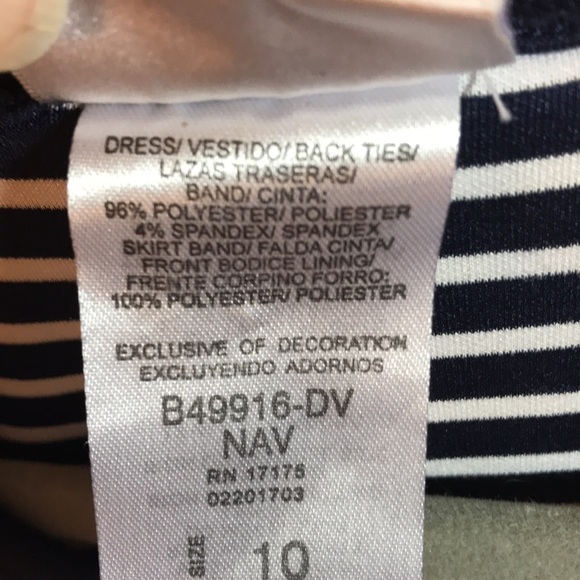 DRESS/ VESTIDO/ BACK TIES/
LAZAS TRASERAS/
BAND/ CINTA:
96% POLYESTER/ POLIESTER
4% SPANDEX/ SPANDEX
SKIRT BAND/ FALDA CINTA/
FRONT BODICE LINING/
FRENTE CORPINO FORRO:
100% POLYESTER/ POLIESTER
EXCLUSIVE OF DECORATION
EXCLUYENDO ADORNOS
B49916-DV
NAV
RN 17175
02201703
SIZE 10